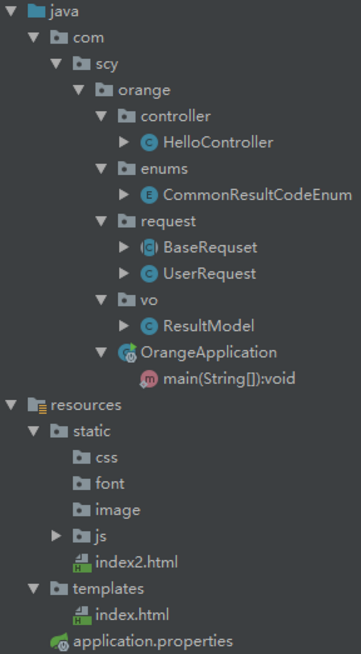 java
com
scy
orange
controller
C HelloController
enums
E CommonResultCodeEnum
request
C BaseRequset
C UserRequest
vo
C ResultModel
OrangeApplication
m main(String[]):void
resources
static
css
font
image
js
H index2.html
templates
H index.html
application.properties